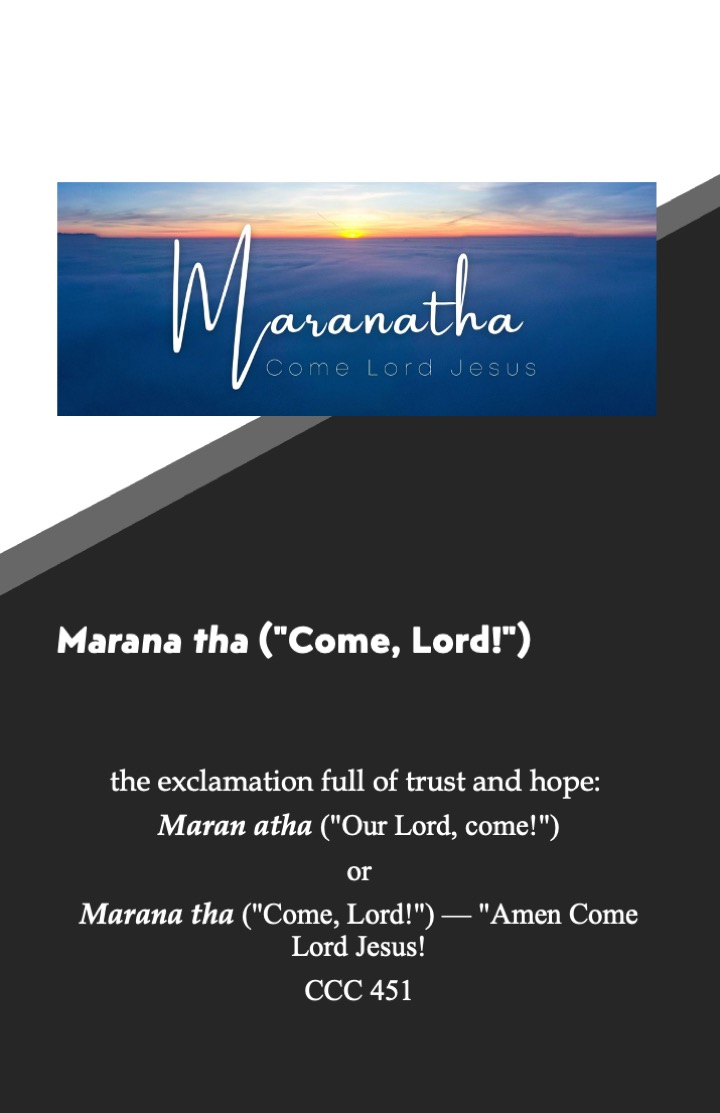 Maranatha
Come Lord Jesus
Marana tha ("Come, Lord!")
the exclamation full of trust and hope:
Maran atha ("Our Lord, come!")
or
Marana tha ("Come, Lord!") — "Amen Come
Lord Jesus!
CCC 451